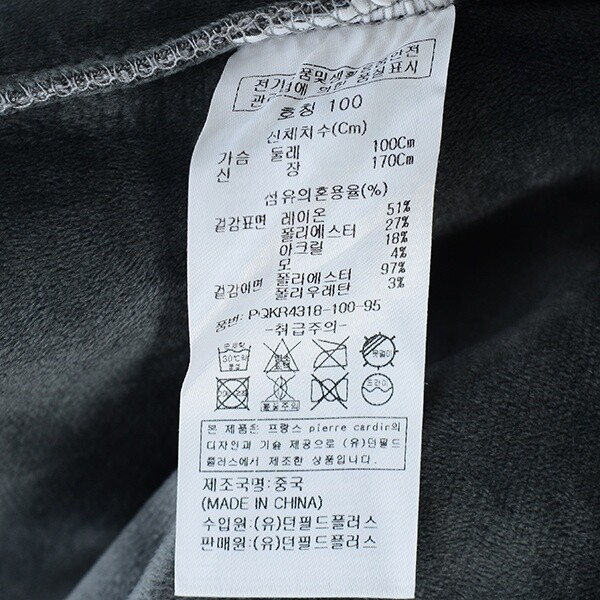 전기용품및생활용품안전
관리법에 의한 품질표시
호칭 100
신체치수(Cm)
가슴 둘레 100Cm
신 장 170Cm
섬유의혼용율(%)
겉감표면 레이온 51%
폴리에스터 27%
아크릴 18%
모 4%
겉감이면 폴리에스터 97%
폴리우레탄 3%
품번: PQKR4318-100-95
-취급주의-
30℃
본 제품은 프랑스 pierre cardin의
디자인과 기술 제공으로 (유)던필드
플러스에서 제조한 상품입니다.
제조국명:중국
(MADE IN CHINA)
수입원:(유)던필드플러스
판매원:(유)던필드플러스